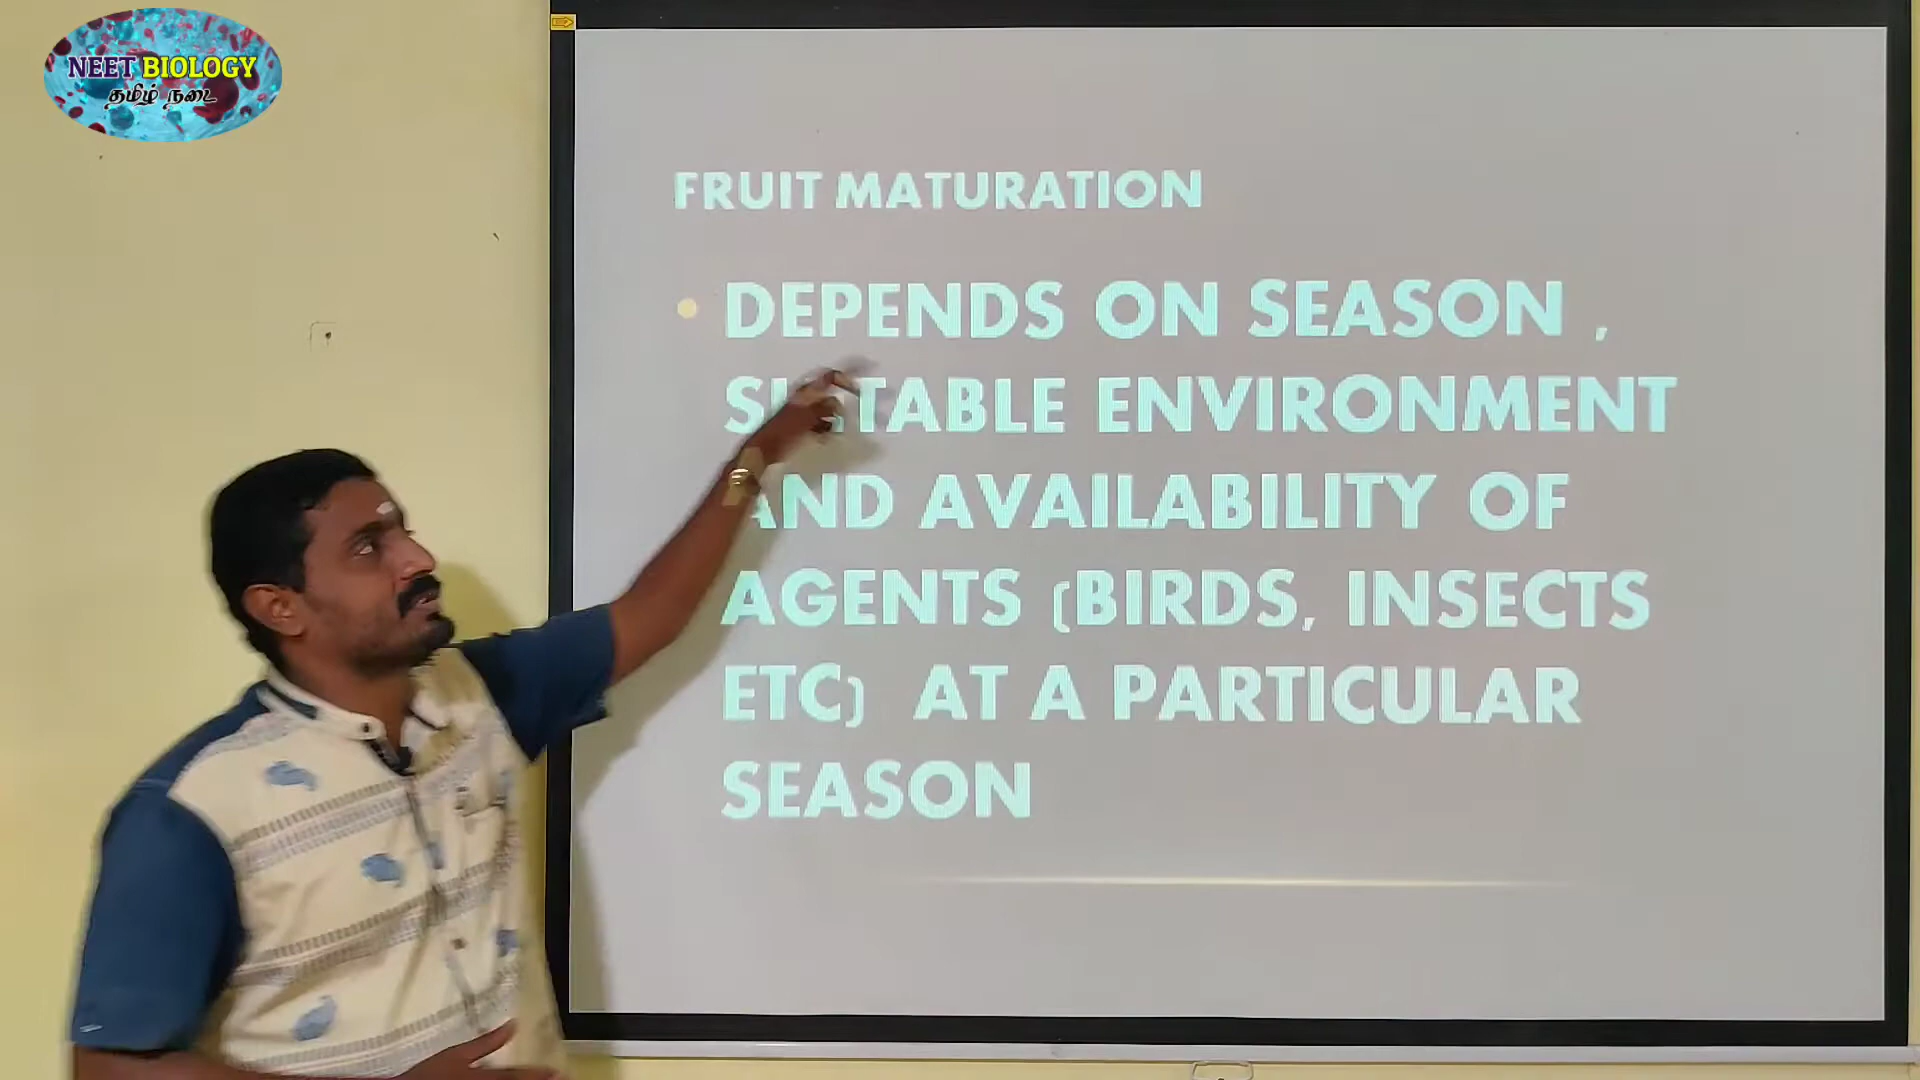 NEET BIOLOGY
தமிழ் நடை
FRUIT MATURATION
• DEPENDS ON SEASON ,
SUITABLE ENVIRONMENT
AND AVAILABILITY OF
AGENTS (BIRDS, INSECTS
ETC) AT A PARTICULAR
SEASON